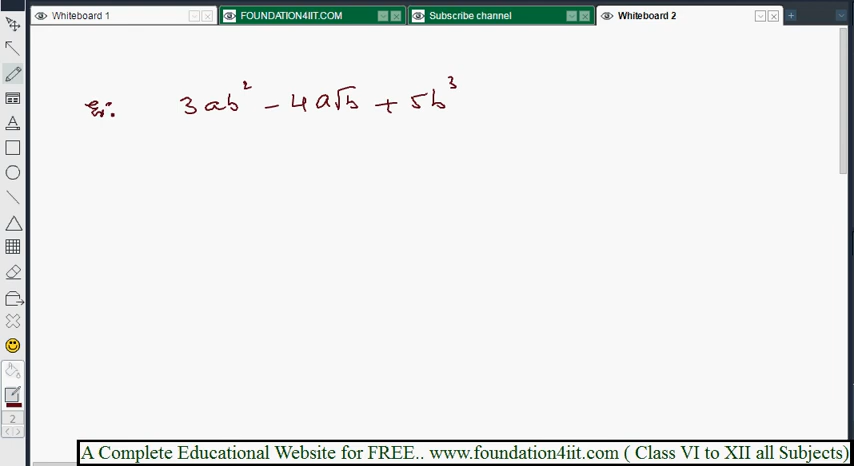 Whiteboard 1 FOUNDATION4IIT.COM Subscribe channel Whiteboard 2
Ex: 3ab² - 4a√b + 5b³
2
A Complete Educational Website for FREE.. www.foundation4iit.com ( Class VI to XII all Subjects)